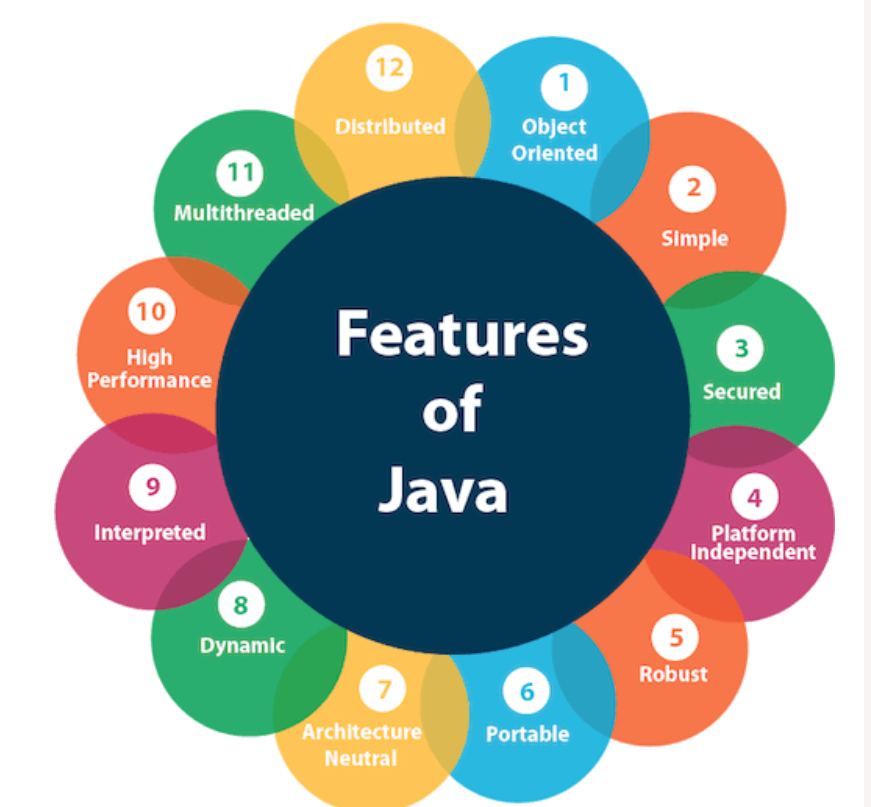 Features
of
Java
1
Object
Oriented
2
Simple
3
Secured
4
Platform
Independent
5
Robust
6
Portable
7
Architecture
Neutral
8
Dynamic
9
Interpreted
10
High
Performance
11
Multithreaded
12
Distributed